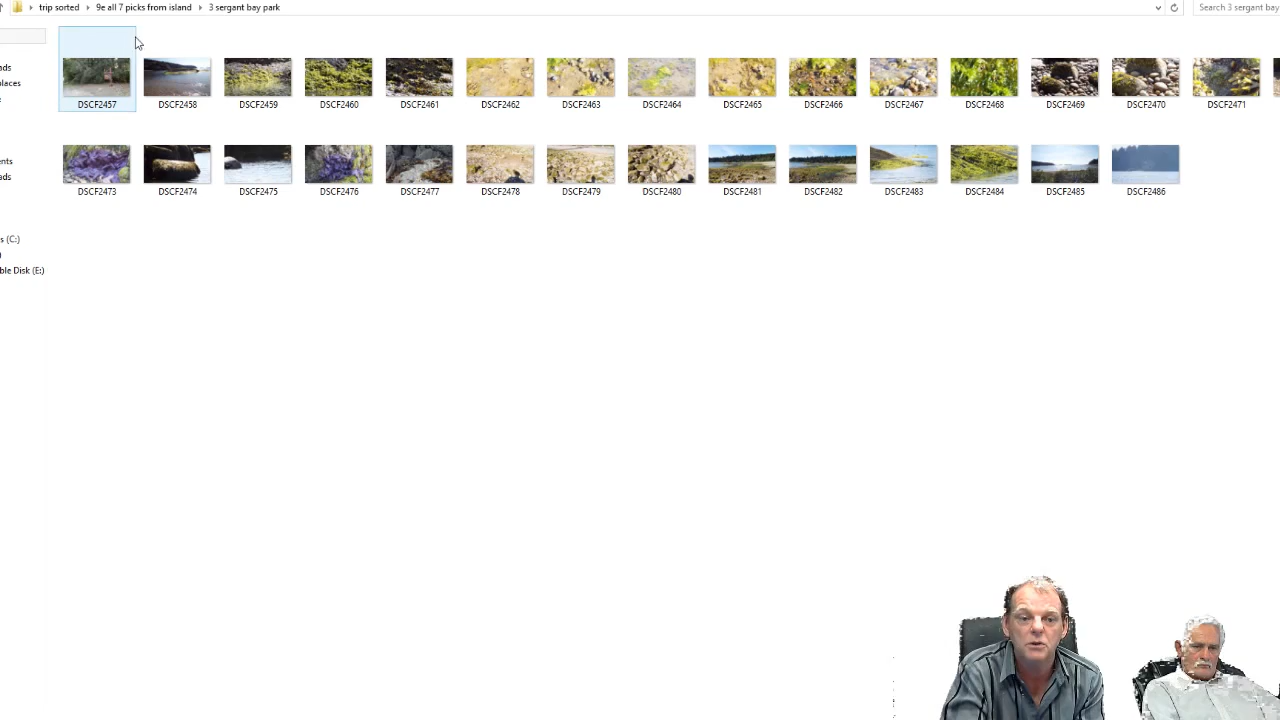 trip sorted > 9e all 7 picks from island > 3 sergant bay park
Search 3 sergant bay
ads
places
DSCF2457 DSCF2458 DSCF2459 DSCF2460 DSCF2461 DSCF2462 DSCF2463 DSCF2464 DSCF2465 DSCF2466 DSCF2467 DSCF2468 DSCF2469 DSCF2470 DSCF2471
ents
ads
DSCF2473 DSCF2474 DSCF2475 DSCF2476 DSCF2477 DSCF2478 DSCF2479 DSCF2480 DSCF2481 DSCF2482 DSCF2483 DSCF2484 DSCF2485 DSCF2486
s (C:)
ble Disk (E:)